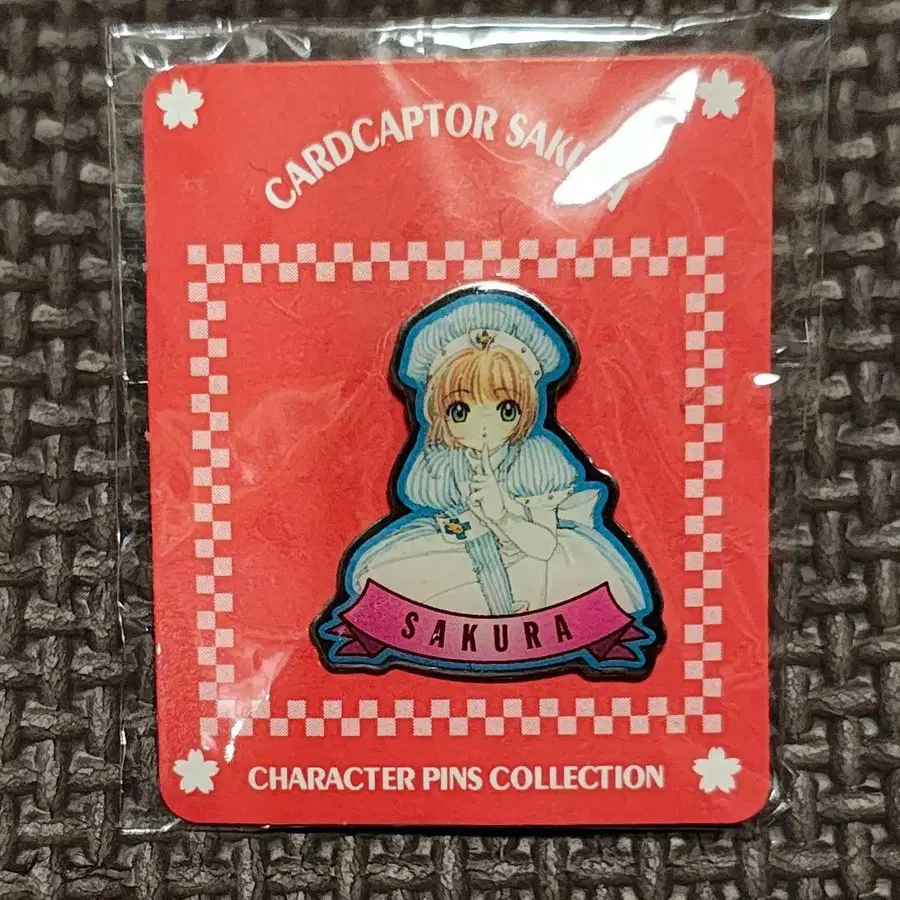 CARDCAPTOR
SAKURA
CHARACTER PINS COLLECTION